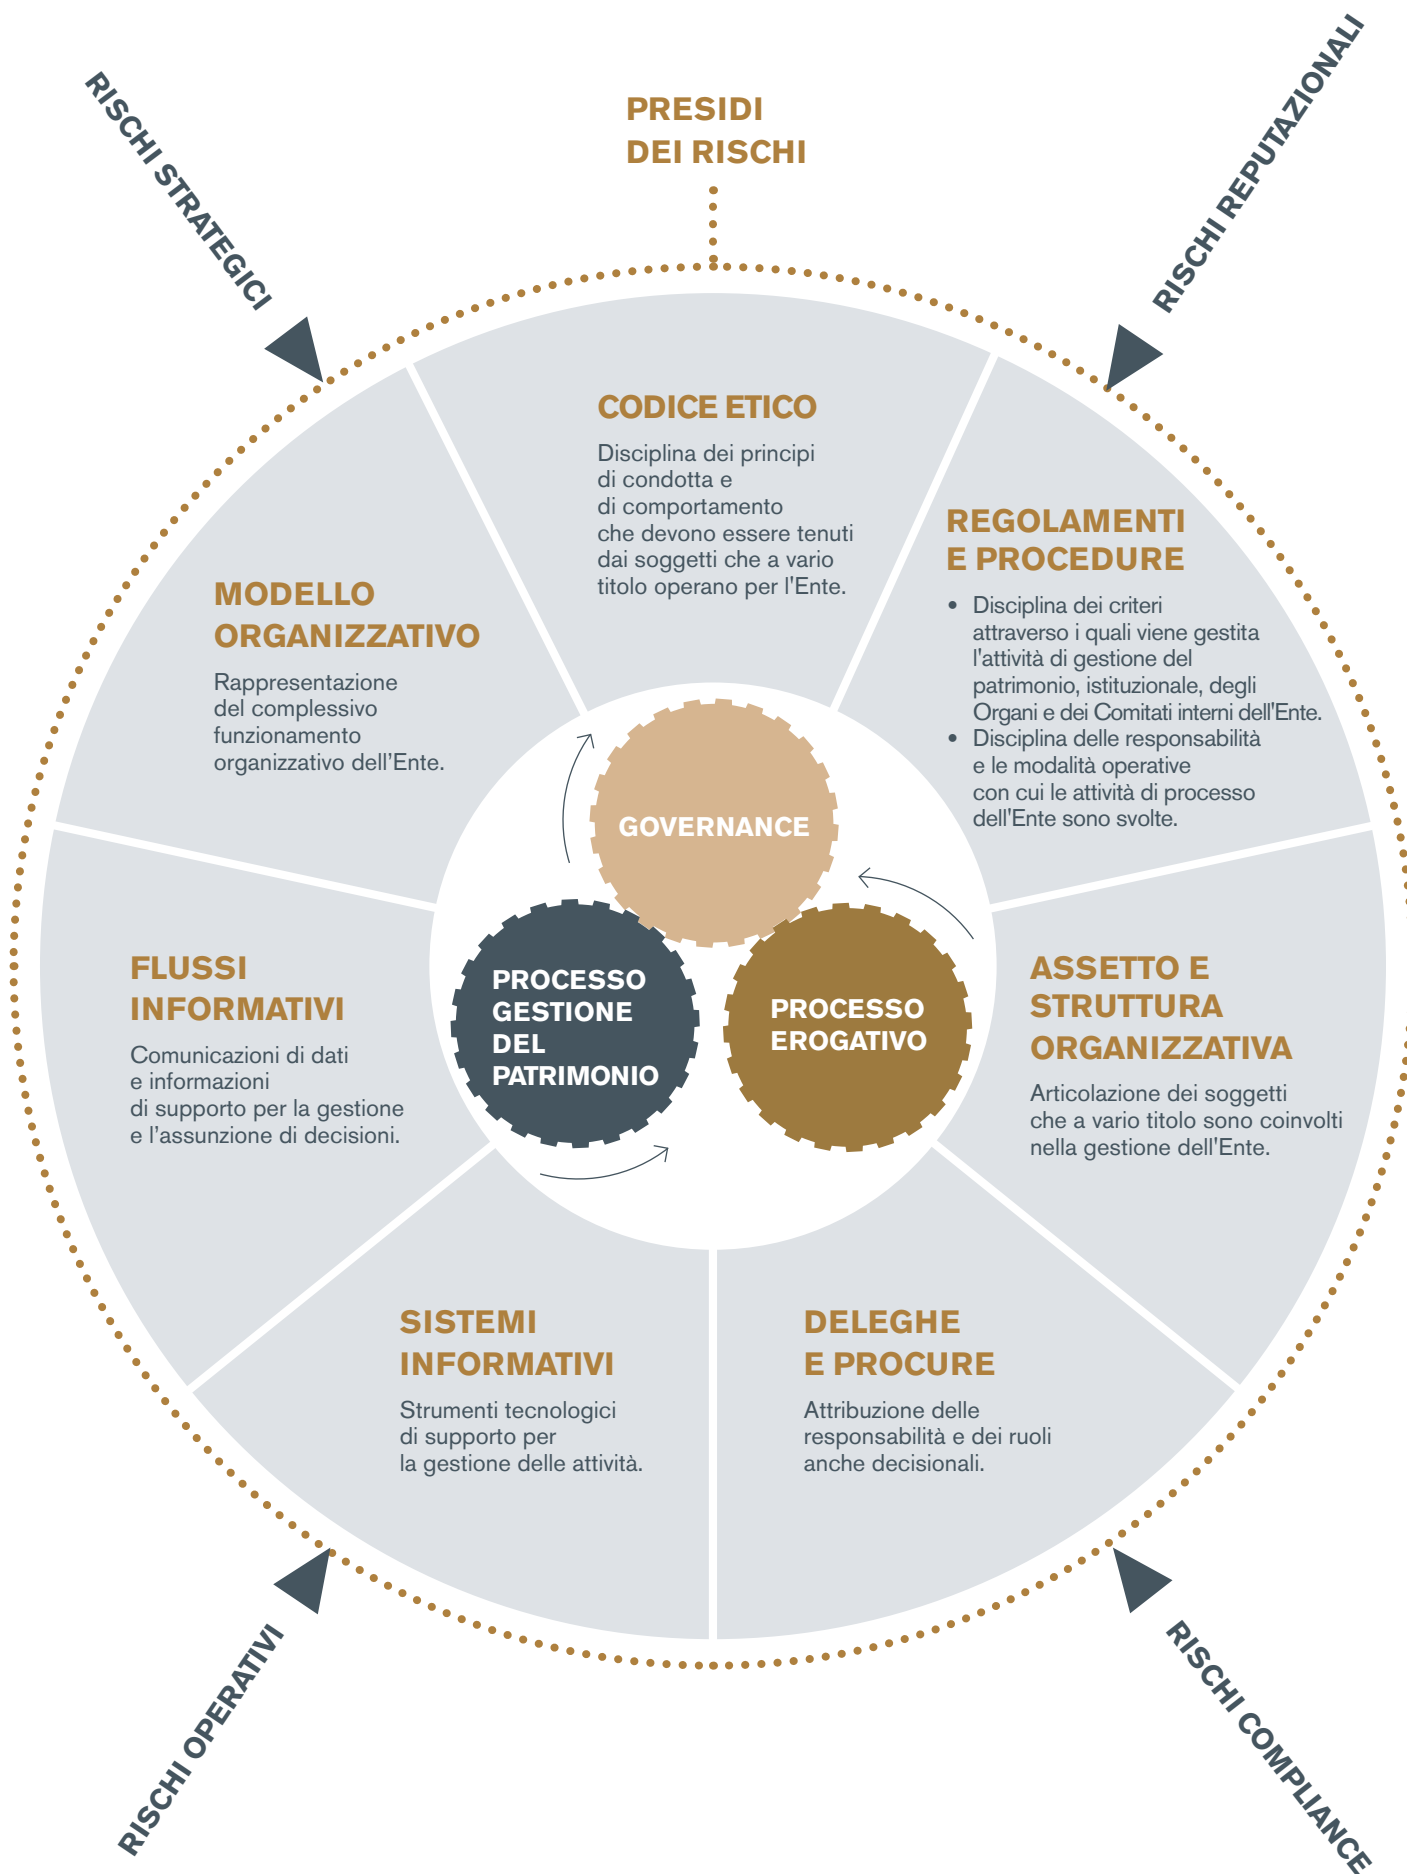 RISCHI STRATEGICI
PRESIDI
DEI RISCHI
RISCHI REPUTAZIONALI
CODICE ETICO
Disciplina dei principi
di condotta e
di comportamento
che devono essere tenuti
dai soggetti che a vario
titolo operano per l'Ente.
REGOLAMENTI
E PROCEDURE
• Disciplina dei criteri
attraverso i quali viene gestita
l'attività di gestione del
patrimonio, istituzionale, degli
Organi e dei Comitati interni dell'Ente.
• Disciplina delle responsabilità
e le modalità operative
con cui le attività di processo
dell'Ente sono svolte.
MODELLO
ORGANIZZATIVO
Rappresentazione
del complessivo
funzionamento
organizzativo dell’Ente.
GOVERNANCE
PROCESSO
GESTIONE
DEL
PATRIMONIO
PROCESSO
EROGATIVO
FLUSSI
INFORMATIVI
Comunicazioni di dati
e informazioni
di supporto per la gestione
e l’assunzione di decisioni.
ASSETTO E
STRUTTURA
ORGANIZZATIVA
Articolazione dei soggetti
che a vario titolo sono coinvolti
nella gestione dell'Ente.
SISTEMI
INFORMATIVI
Strumenti tecnologici
di supporto per
la gestione delle attività.
DELEGHE
E PROCURE
Attribuzione delle
responsabilità e dei ruoli
anche decisionali.
RISCHI OPERATIVI
RISCHI COMPLIANCE